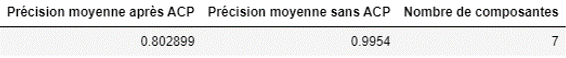 Précision moyenne après ACP Précision moyenne sans ACP Nombre de composantes
0.802899 0.9954 7